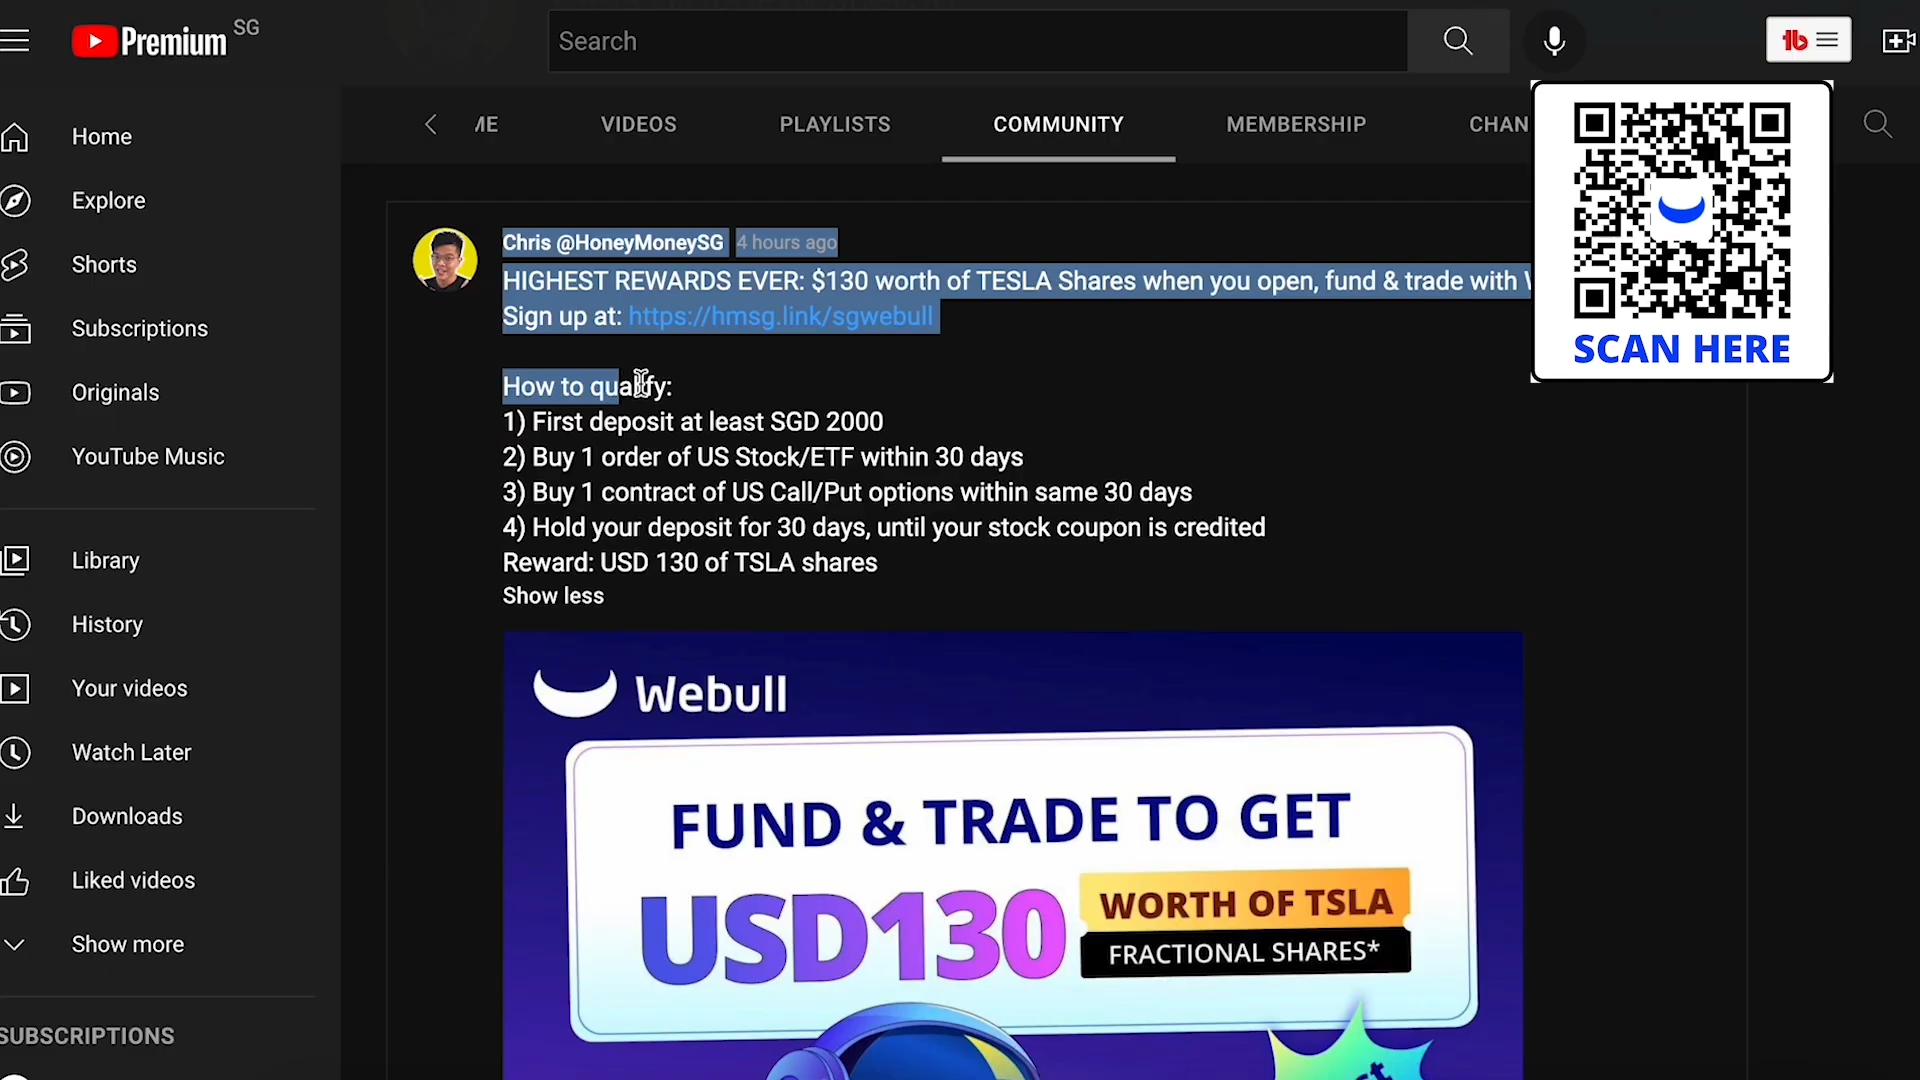 Premium SG
Search
Home
Explore
Shorts
Subscriptions
Originals
YouTube Music
Library
History
Your videos
Watch Later
Downloads
Liked videos
Show more
SUBSCRIPTIONS
VIDEOS
PLAYLISTS
COMMUNITY
MEMBERSHIP
CHAN
SCAN HERE
Chris @HoneyMoneySG 4 hours ago
HIGHEST REWARDS EVER: $130 worth of TESLA Shares when you open, fund & trade with
Sign up at: https://hmsg.link/sgwebull
How to qualify:
1) First deposit at least SGD 2000
2) Buy 1 order of US Stock/ETF within 30 days
3) Buy 1 contract of US Call/Put options within same 30 days
4) Hold your deposit for 30 days, until your stock coupon is credited
Reward: USD 130 of TSLA shares
Show less
Webull
FUND & TRADE TO GET
USD130
WORTH OF TSLA
FRACTIONAL SHARES*